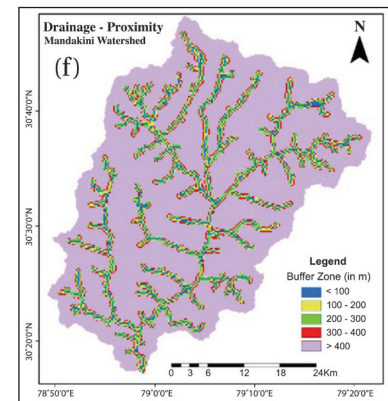 Drainage - Proximity
Mandakini Watershed
(f)
N
30°40'0"N
30°30'0"N
30°20'0"N
Legend
Buffer Zone (in m)
< 100
100 - 200
200 - 300
300 - 400
> 400
0 3 6 12 18 24Km
78°50'0"E 79°0'0"E 79°10'0"E 79°20'0"E